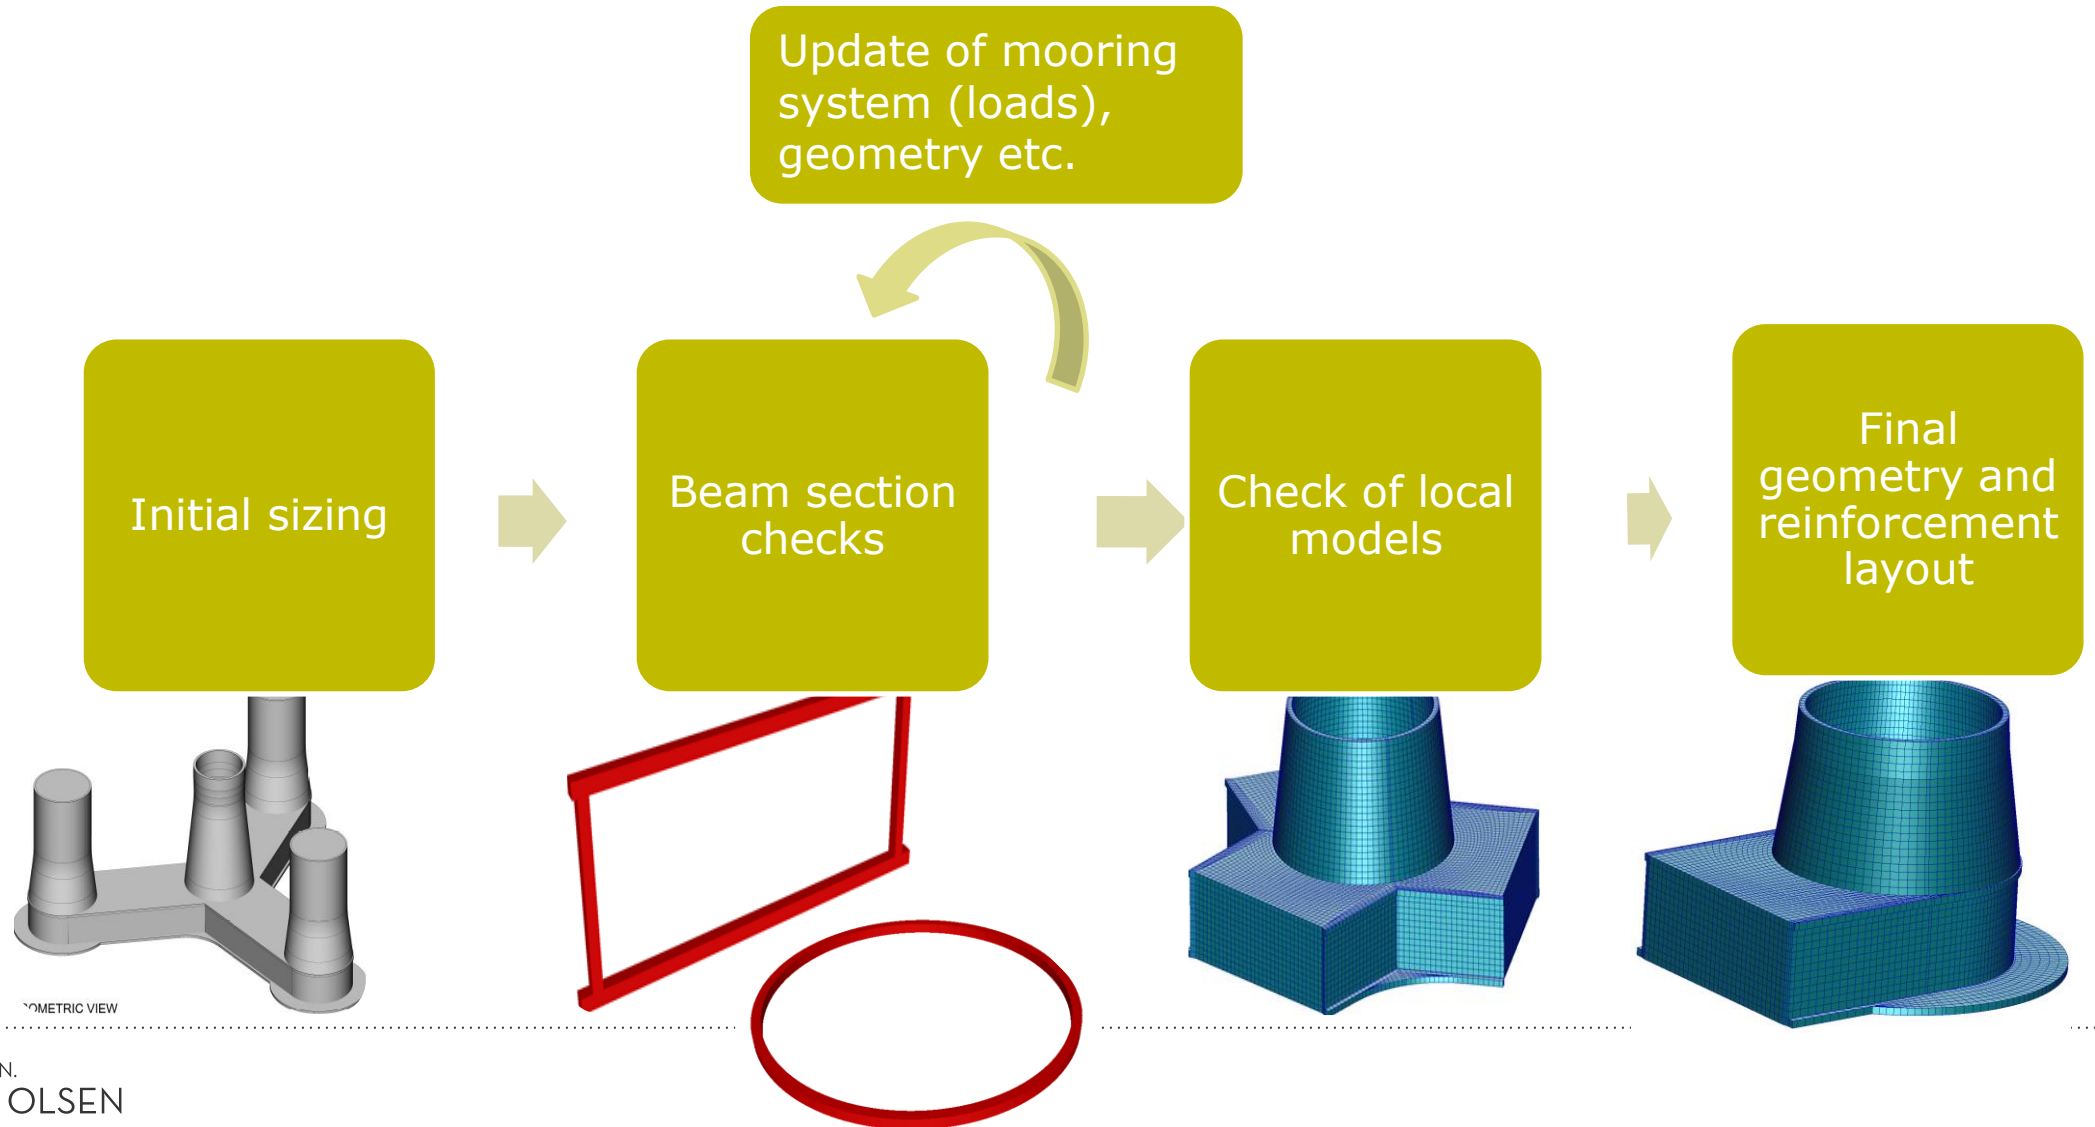 Update of mooring
system (loads),
geometry etc.
Initial sizing
Beam section
checks
Check of local
models
Final
geometry and
reinforcement
layout
OMETRIC VIEW
N.
OLSEN